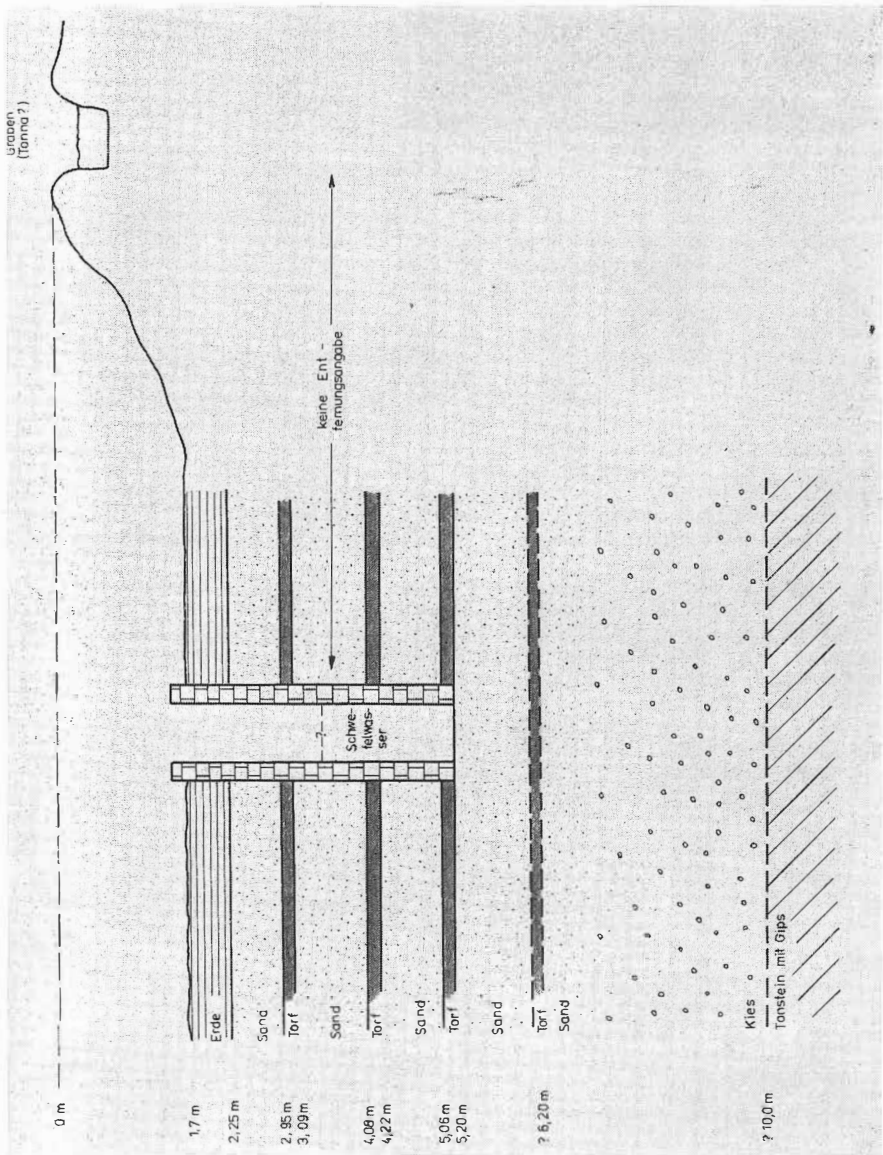 Graben
(Tonna?)
0 m
1,7 m
2,25 m
2,95 m
3,09 m
4,08 m
4,22 m
5,06 m
5,20 m
? 6,20 m
? 10,0 m
Erde
Sand
Torf
Sand
Torf
Sand
Torf
Sand
Torf
Sand
Kies
Tonstein mit Gips
?
Schwe-
felwas-
ser
keine Ent -
fernungsangabe